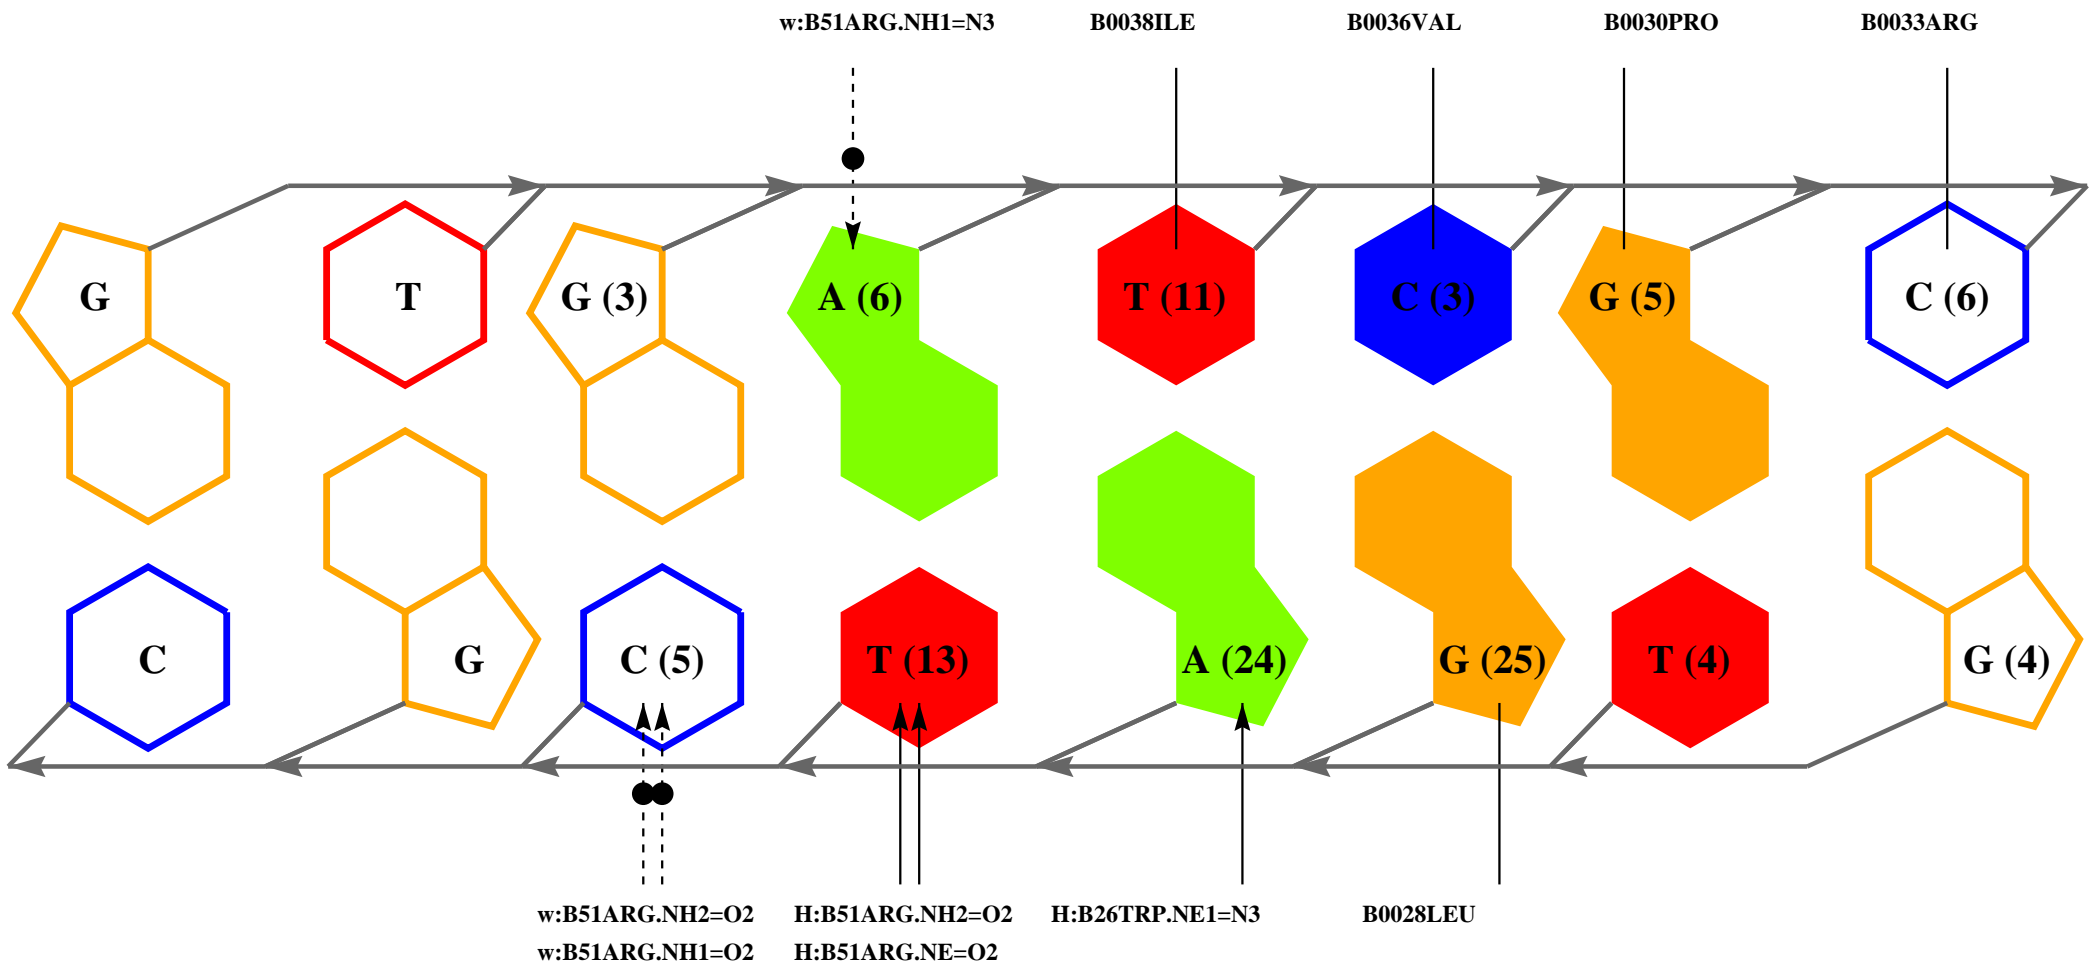 w:B51ARG.NH1=N3 B0038ILE B0036VAL B0030PRO B0033ARG
G T G (3) A (6) T (11) C (3) G (5) C (6)
C G C (5) T (13) A (24) G (25) T (4) G (4)
w:B51ARG.NH2=O2 H:B51ARG.NH2=O2 H:B26TRP.NE1=N3 B0028LEU
w:B51ARG.NH1=O2 H:B51ARG.NE=O2